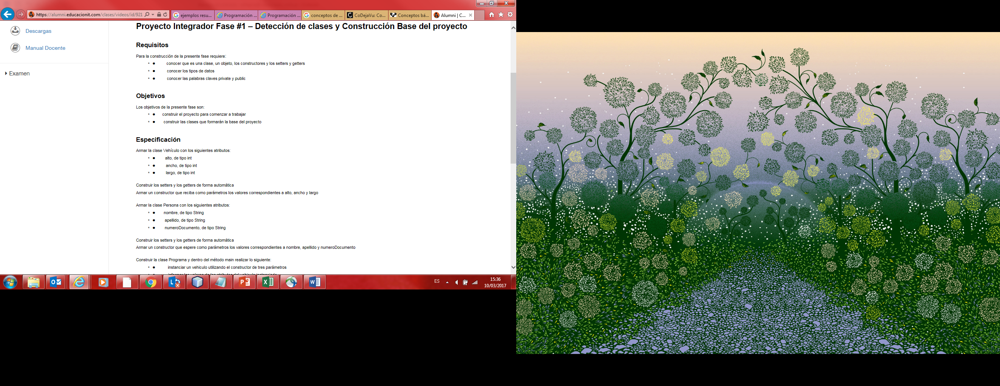 https://alumni.educacionit.com/clases/videos/id/921
ejemplos resu...
Programación ...
Programación ...
conceptos de ...
CoDejaVu: Co...
Conceptos bá...
Alumni | C...
Descargas
Manual Docente
Examen
Proyecto Integrador Fase #1 – Detección de clases y Construcción Base del proyecto
Requisitos
Para la construcción de la presente fase requiere:
conocer que es una clase, un objeto, los constructores y los setters y getters
conocer los tipos de datos
conocer las palabras claves private y public
Objetivos
Los objetivos de la presente fase son:
construir el proyecto para comenzar a trabajar
construir las clases que formarán la base del proyecto
Especificación
Armar la clase Vehículo con los siguientes atributos:
alto, de tipo int
ancho, de tipo int
largo, de tipo int
Construir los setters y los getters de forma automática
Armar un constructor que reciba como parámetros los valores correspondientes a alto, ancho y largo
Armar la clase Persona con los siguientes atributos:
nombre, de tipo String
apellido, de tipo String
numeroDocumento, de tipo String
Construir los setters y los getters de forma automática
Armar un constructor que espere como parámetros los valores correspondientes a nombre, apellido y numeroDocumento
Construir la clase Programa y dentro del método main realizar lo siguiente:
instanciar un vehiculo utilizando el constructor de tres parámetros
informar los valores de los atributos del vehiculo instanciado
ES
15:36
10/03/2017